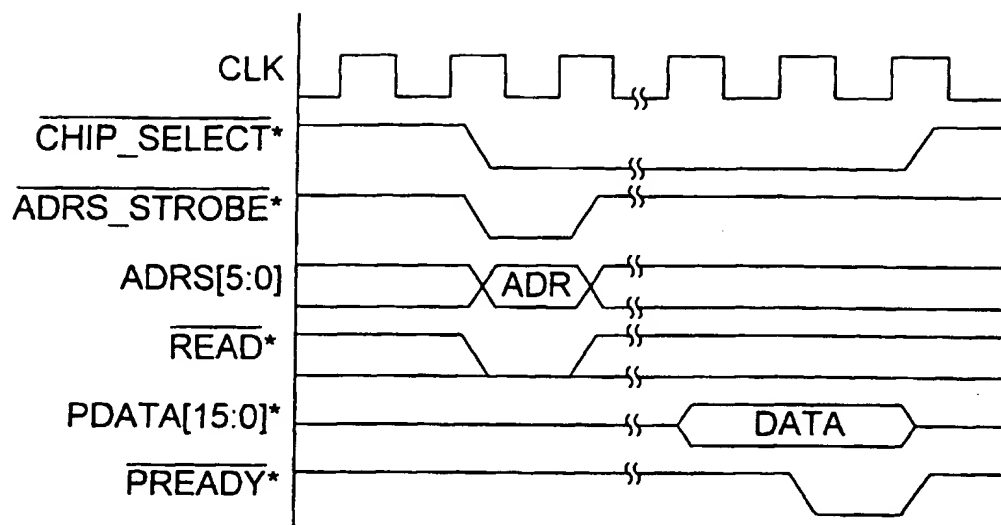 CLK
CHIP_SELECT*
ADRS_STROBE*
ADRS[5:0]
ADR
READ*
PDATA[15:0]*
DATA
PREADY*